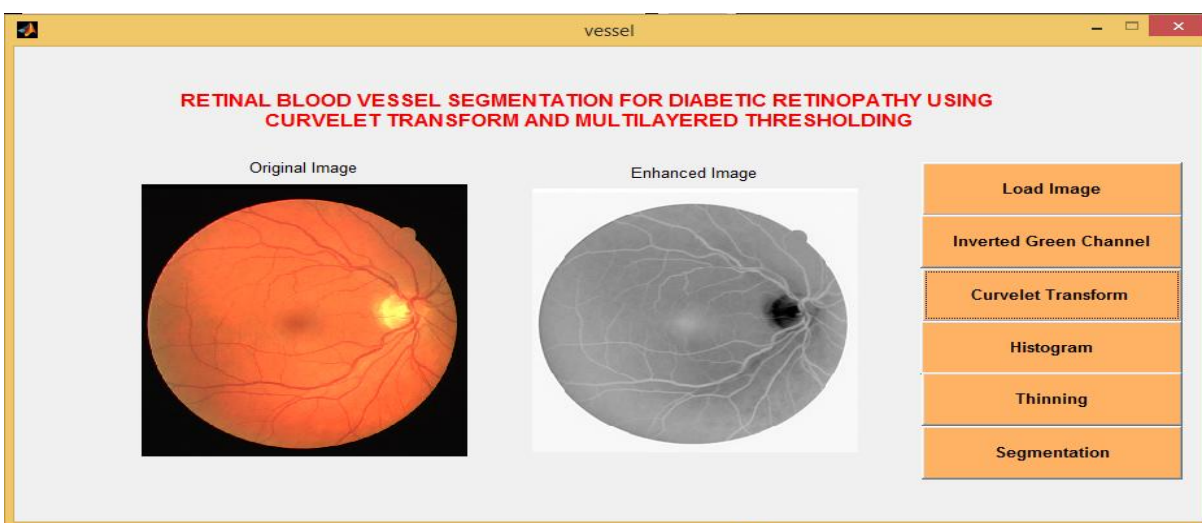 vessel
RETINAL BLOOD VESSEL SEGMENTATION FOR DIABETIC RETINOPATHY USING
CURVELET TRANSFORM AND MULTILAYERED THRESHOLDING
Original Image
Enhanced Image
Load Image
Inverted Green Channel
Curvelet Transform
Histogram
Thinning
Segmentation